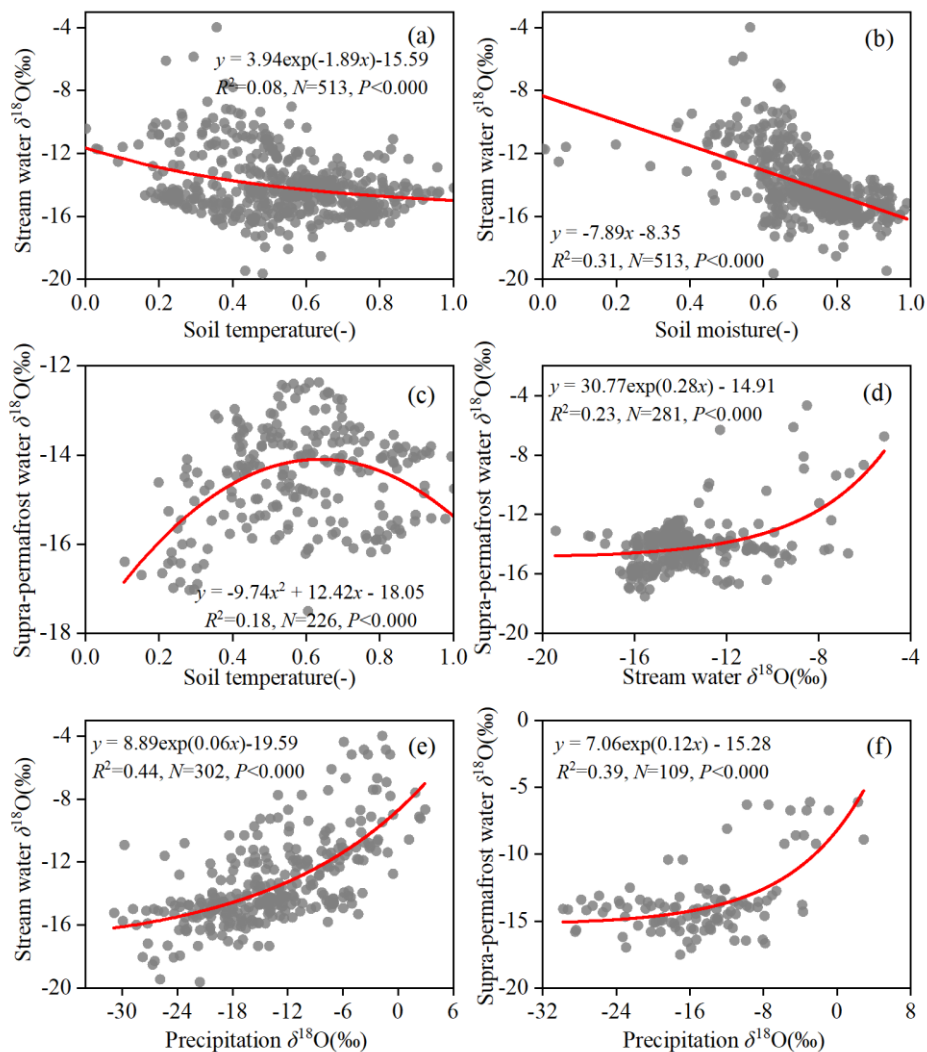 (a)
y = 3.94exp(-1.89x)-15.59
R²=0.08, N=513, P<0.000
Stream water δ¹⁸O(‰)
-4
-8
-12
-16
-20
0.0 0.2 0.4 0.6 0.8 1.0
Soil temperature(-)
(b)
y = -7.89x -8.35
R²=0.31, N=513, P<0.000
Stream water δ¹⁸O(‰)
-4
-8
-12
-16
-20
0.0 0.2 0.4 0.6 0.8 1.0
Soil moisture(-)
(c)
y = -9.74x² + 12.42x - 18.05
R²=0.18, N=226, P<0.000
Supra-permafrost water δ¹⁸O(‰)
-12
-14
-16
-18
0.0 0.2 0.4 0.6 0.8 1.0
Soil temperature(-)
(d)
y = 30.77exp(0.28x) - 14.91
R²=0.23, N=281, P<0.000
Supra-permafrost water δ¹⁸O(‰)
-4
-8
-12
-16
-20
-20 -16 -12 -8 -4
Stream water δ¹⁸O(‰)
(e)
y = 8.89exp(0.06x)-19.59
R²=0.44, N=302, P<0.000
Stream water δ¹⁸O(‰)
-4
-8
-12
-16
-20
-30 -24 -18 -12 -6 0 6
Precipitation δ¹⁸O(‰)
(f)
y = 7.06exp(0.12x) - 15.28
R²=0.39, N=109, P<0.000
Supra-permafrost water δ¹⁸O(‰)
0
-5
-10
-15
-20
-30 -24 -16 -8 0 8
Precipitation δ¹⁸O(‰)